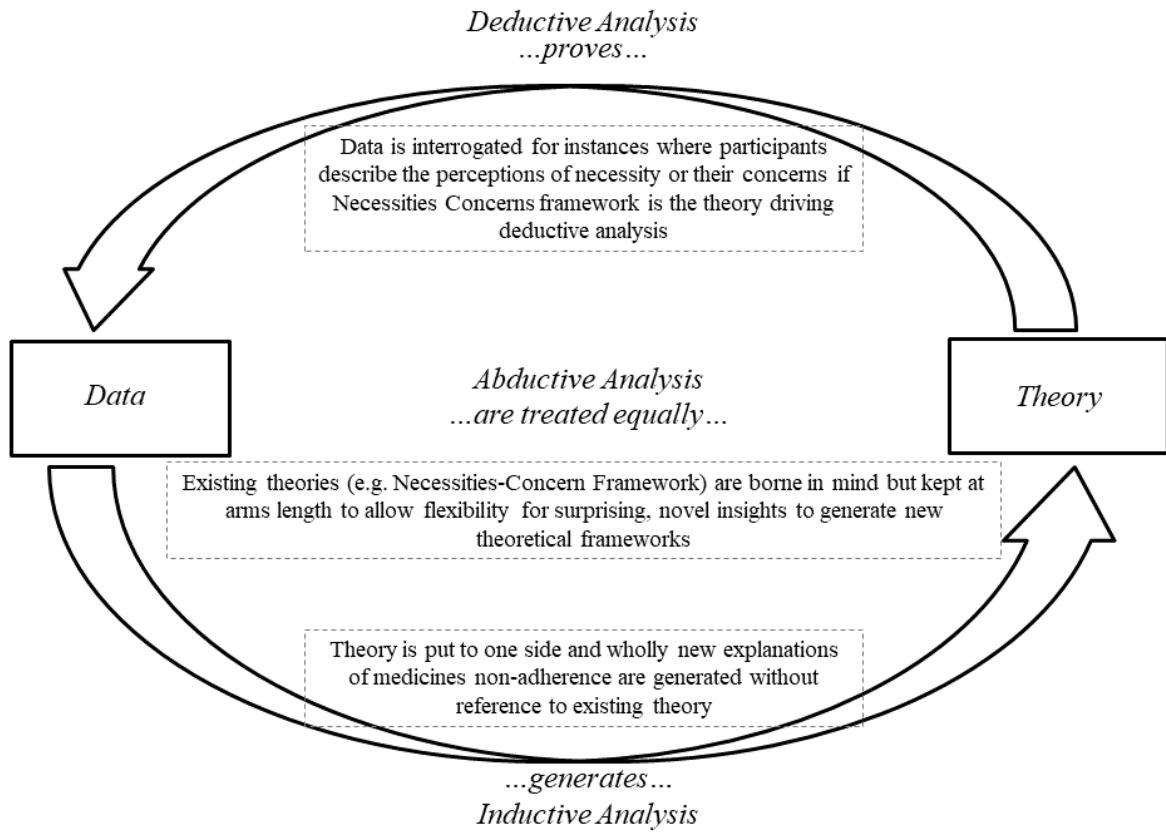 Deductive Analysis
…proves…
Data is interrogated for instances where participants
describe the perceptions of necessity or their concerns if
Necessities Concerns framework is the theory driving
deductive analysis
Data
Abductive Analysis
…are treated equally…
Theory
Existing theories (e.g. Necessities-Concern Framework) are borne in mind but kept at
arms length to allow flexibility for surprising, novel insights to generate new
theoretical frameworks
Theory is put to one side and wholly new explanations
of medicines non-adherence are generated without
reference to existing theory
…generates…
Inductive Analysis